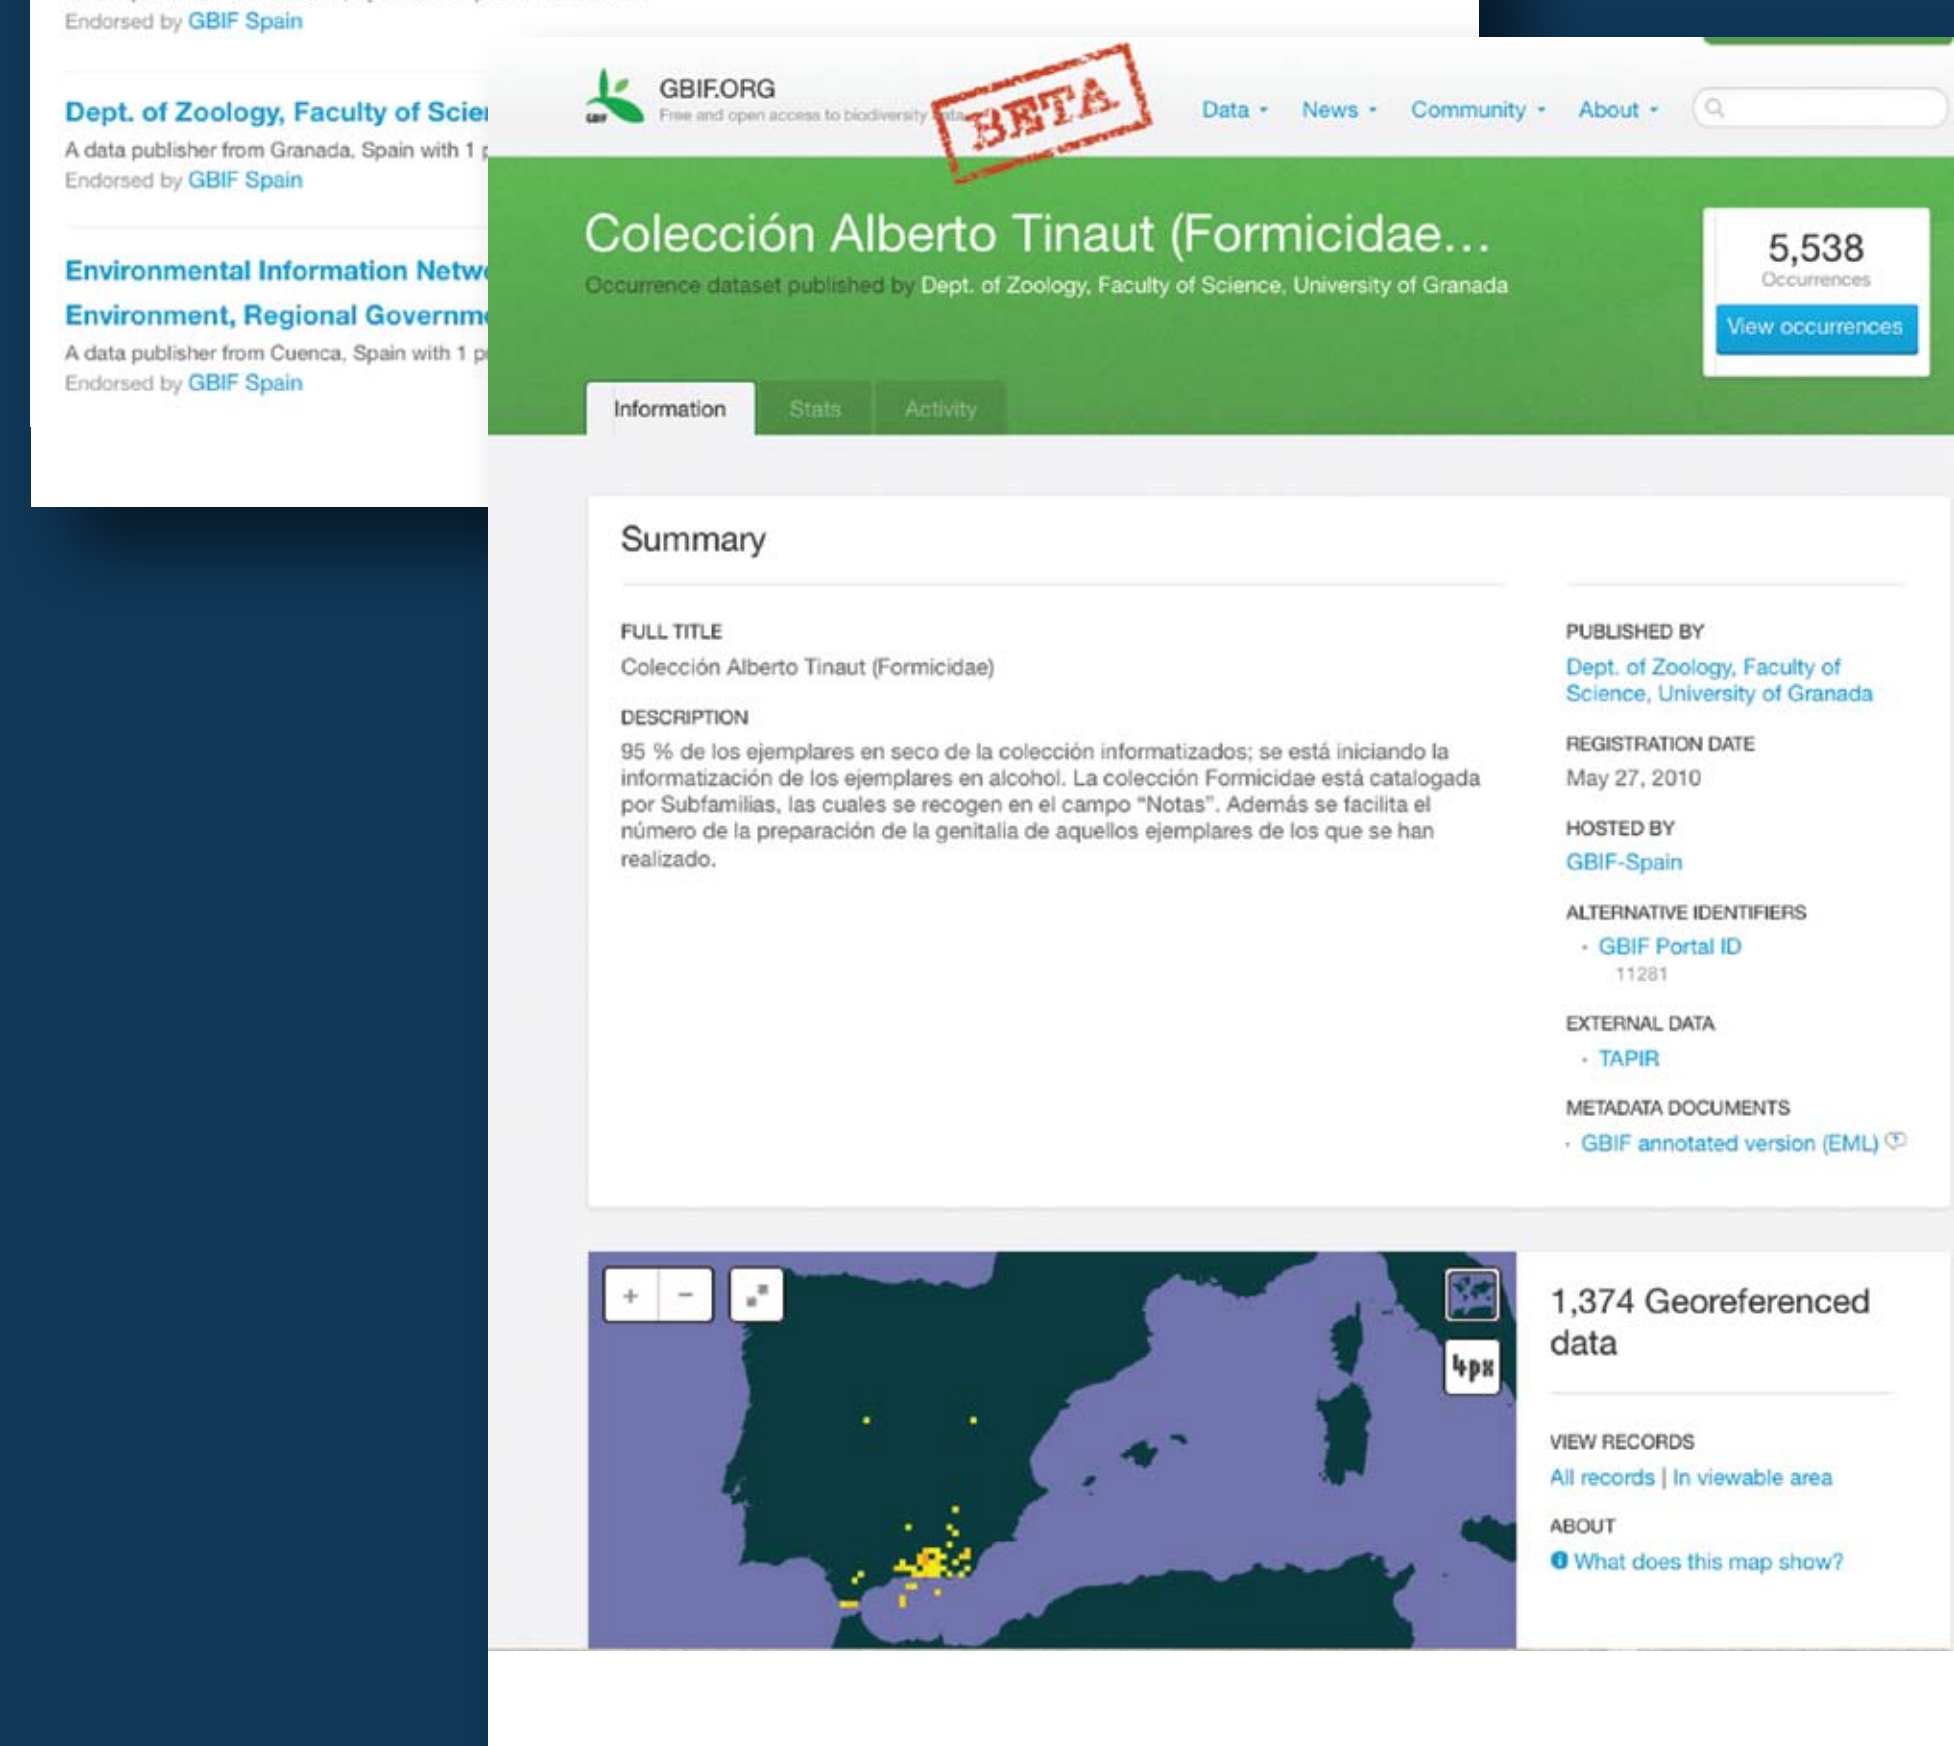 Endorsed by GBIF Spain
Dept. of Zoology, Faculty of Scien
A data publisher from Granada, Spain with 1 p
Endorsed by GBIF Spain
Environmental Information Netwo
Environment, Regional Governme
A data publisher from Cuenca, Spain with 1 p
Endorsed by GBIF Spain
GBIF
GBIF.ORG
Free and open access to biodiversity data
BETA
Data
News
Community
About
Colección Alberto Tinaut (Formicidae...
Occurrence dataset published by Dept. of Zoology, Faculty of Science, University of Granada
5,538
Occurrences
View occurrences
Information
Stats
Activity
Summary
FULL TITLE
Colección Alberto Tinaut (Formicidae)
DESCRIPTION
95 % de los ejemplares en seco de la colección informatizados; se está iniciando la
informatización de los ejemplares en alcohol. La colección Formicidae está catalogada
por Subfamilias, las cuales se recogen en el campo “Notas”. Además se facilita el
número de la preparación de la genitalia de aquellos ejemplares de los que se han
realizado.
PUBLISHED BY
Dept. of Zoology, Faculty of
Science, University of Granada
REGISTRATION DATE
May 27, 2010
HOSTED BY
GBIF-Spain
ALTERNATIVE IDENTIFIERS
· GBIF Portal ID
11281
EXTERNAL DATA
· TAPIR
METADATA DOCUMENTS
· GBIF annotated version (EML)
+ −
4px
1,374 Georeferenced
data
VIEW RECORDS
All records | In viewable area
ABOUT
What does this map show?